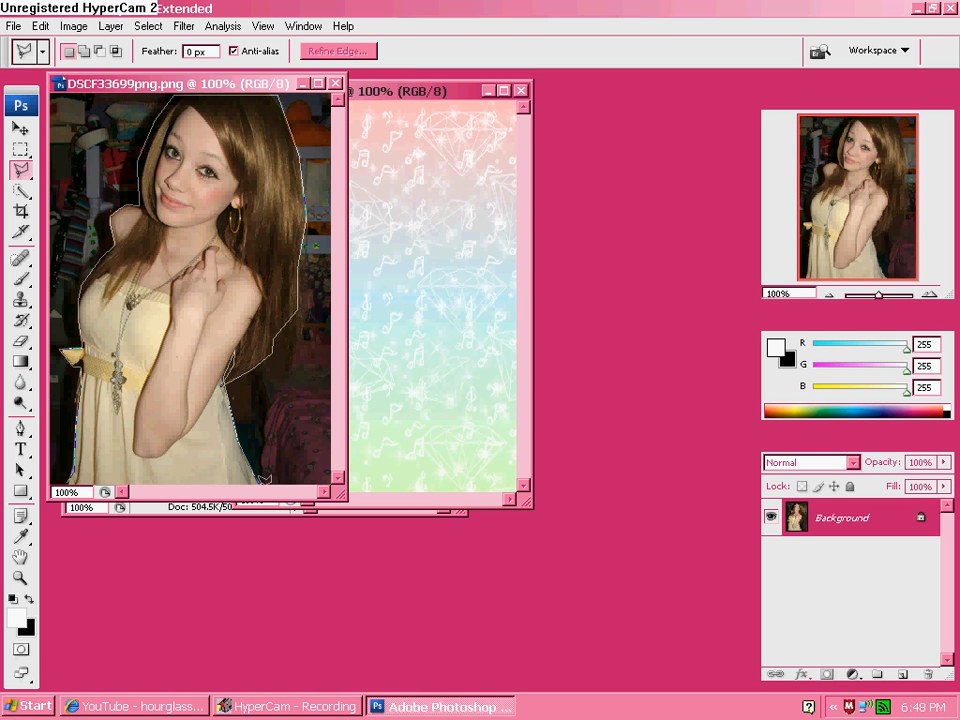 Unregistered HyperCam 2 Extended
File Edit Image Layer Select Filter Analysis View Window Help
Feather: 0 px Anti-alias Refine Edge... Workspace
DSCF33699png.png @ 100% (RGB/8)
@ 100% (RGB/8)
Ps
T
100%
100%
100% Doc: 504.5K/50
R 255
G 255
B 255
Normal Opacity: 100%
Lock: Fill: 100%
Background
fx
Start YouTube - hourglass... HyperCam - Recording Ps Adobe Photoshop ... ? « 6:48 PM